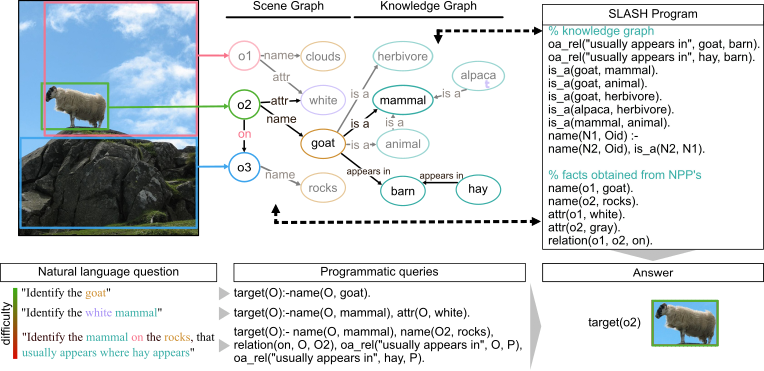 Scene Graph
Knowledge Graph
SLASH Program
o1
name
clouds
attr
white
o2
attr
name
on
goat
o3
name
rocks
herbivore
is a
alpaca
is a
mammal
is a
is a
is a
animal
appears in
barn
appears in
hay
% knowledge graph
oa_rel("usually appears in", goat, barn).
oa_rel("usually appears in", hay, barn).
is_a(goat, mammal).
is_a(goat, animal).
is_a(goat, herbivore).
is_a(alpaca, herbivore).
is_a(mammal, animal).
name(N1, Oid) :-
name(N2, Oid), is_a(N2, N1).
% facts obtained from NPP's
name(o1, goat).
name(o2, rocks).
attr(o1, white).
attr(o2, gray).
relation(o1, o2, on).
Natural language question
Programmatic queries
Answer
difficulty
"Identify the goat"
target(O):-name(O, goat).
"Identify the white mammal"
target(O):-name(O, mammal), attr(O, white).
"Identify the mammal on the rocks, that
usually appears where hay appears"
target(O):- name(O, mammal), name(O2, rocks),
relation(on, O, O2), oa_rel("usually appears in", O, P),
oa_rel("usually appears in", hay, P).
target(o2)